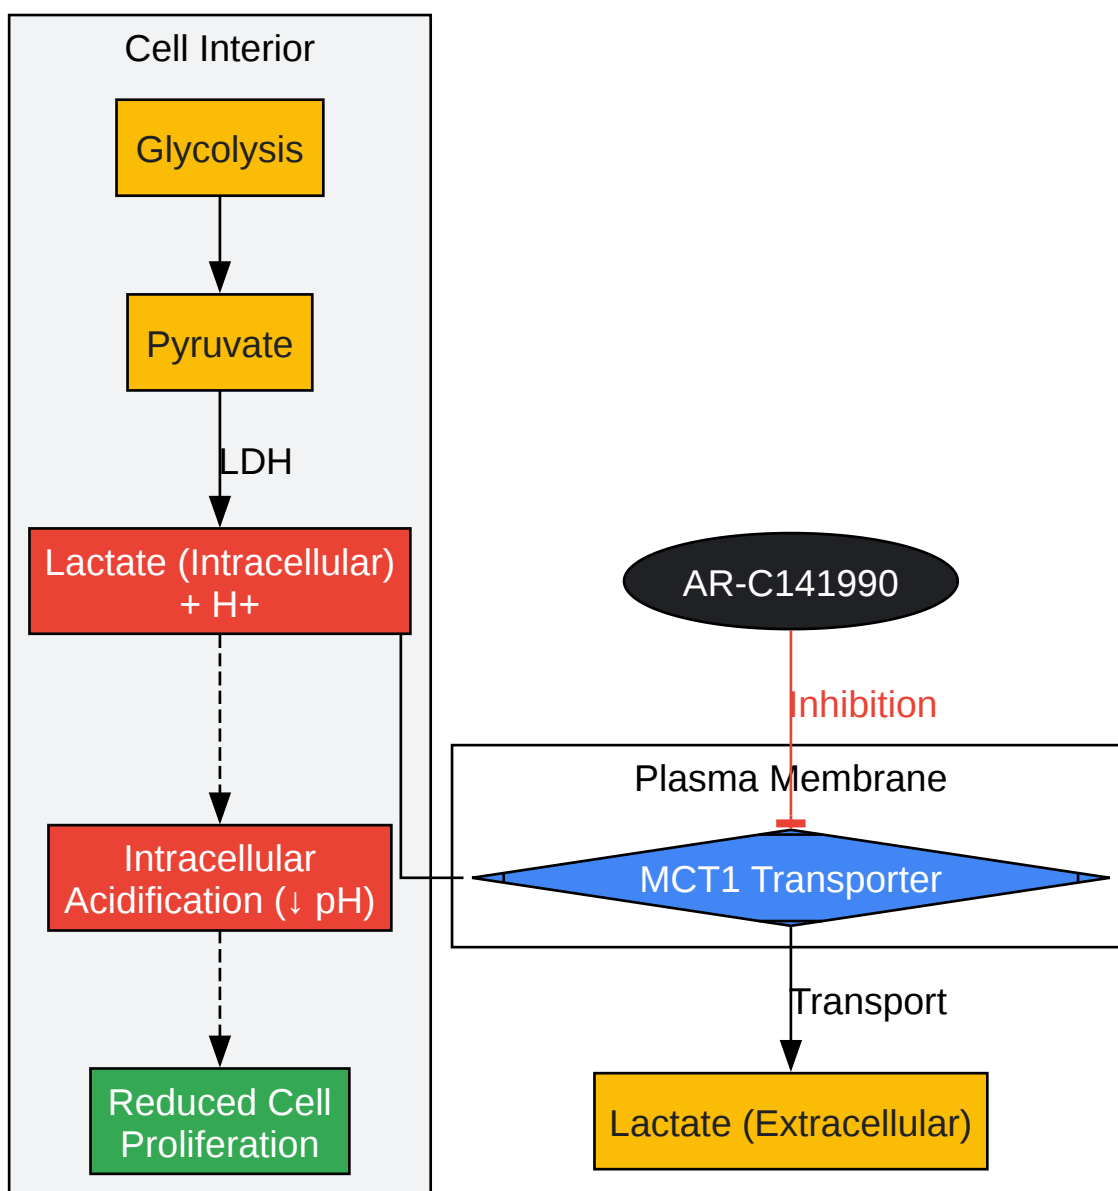 Cell Interior
Glycolysis
Pyruvate
LDH
Lactate (Intracellular)
+ H+
Intracellular
Acidification (↓ pH)
Reduced Cell
Proliferation
AR-C141990
Inhibition
Plasma Membrane
MCT1 Transporter
Transport
Lactate (Extracellular)